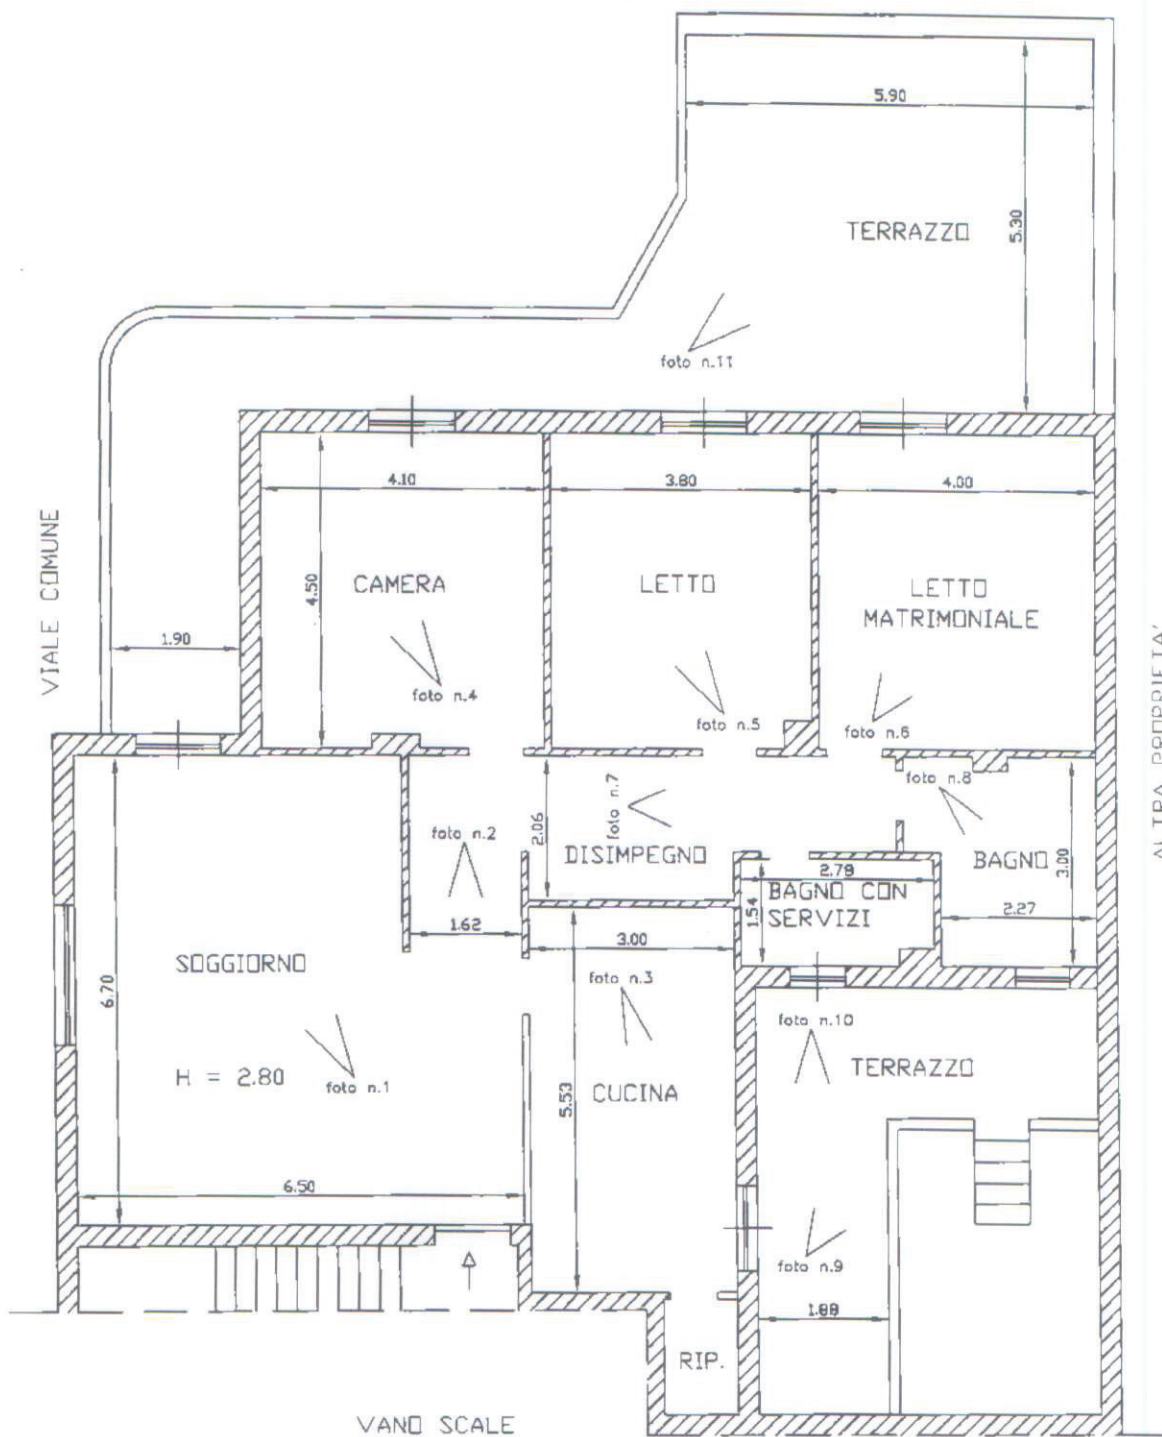 5.90
TERRAZZO
5.30
foto n.11
4.10
3.80
4.00
VIALE COMUNE
4.50
CAMERA
LETTO
LETTO
MATRIMONIALE
1.90
foto n.4
foto n.5
foto n.6
ALTRA PROPRIETA'
foto n.7
foto n.8
foto n.2
2.06
DISIMPEGNO
BAGNO
3.00
2.78
BAGNO CON
SERVIZI
1.54
2.27
1.62
3.00
SOGGIORNO
6.70
foto n.3
foto n.10
H = 2.80
foto n.1
5.53
CUCINA
TERRAZZO
6.50
foto n.9
1.88
RIP.
VANO SCALE